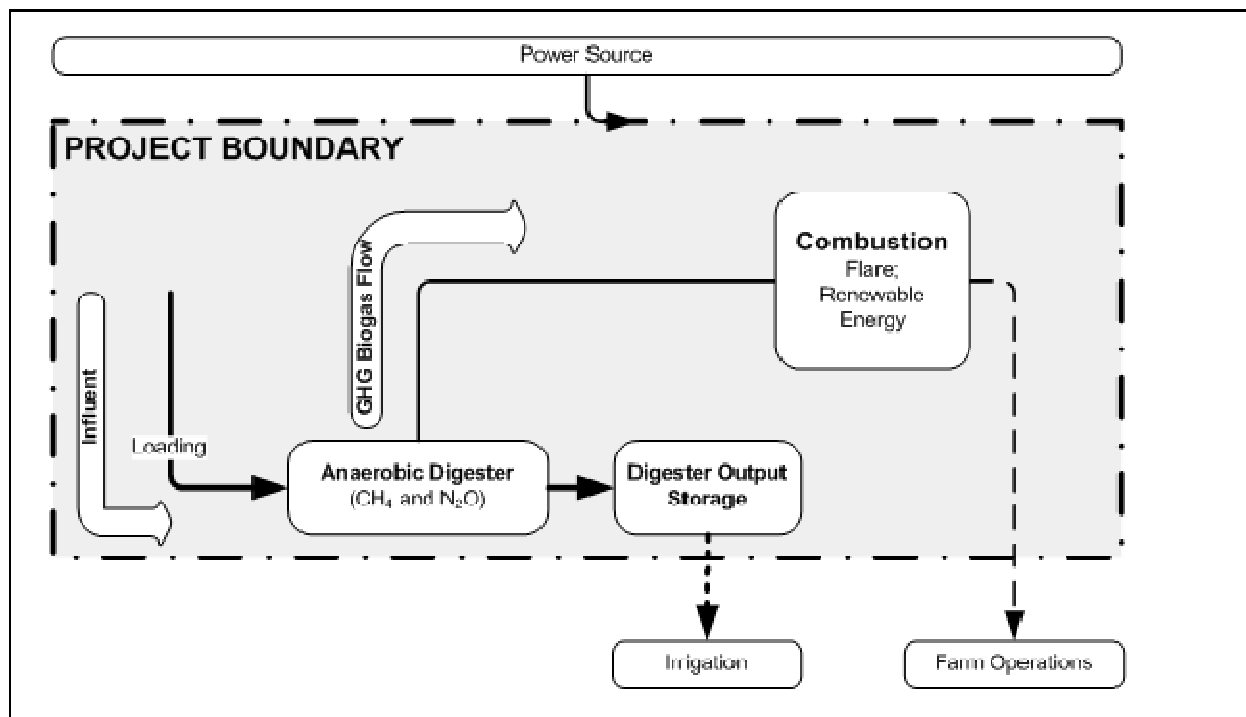 Power Source
PROJECT BOUNDARY
Combustion
Flare;
Renewable
Energy
GHG Biogas Flow
Influent
Loading
Anaerobic Digester
(CH₄ and N₂O)
Digester Output
Storage
Irrigation
Farm Operations